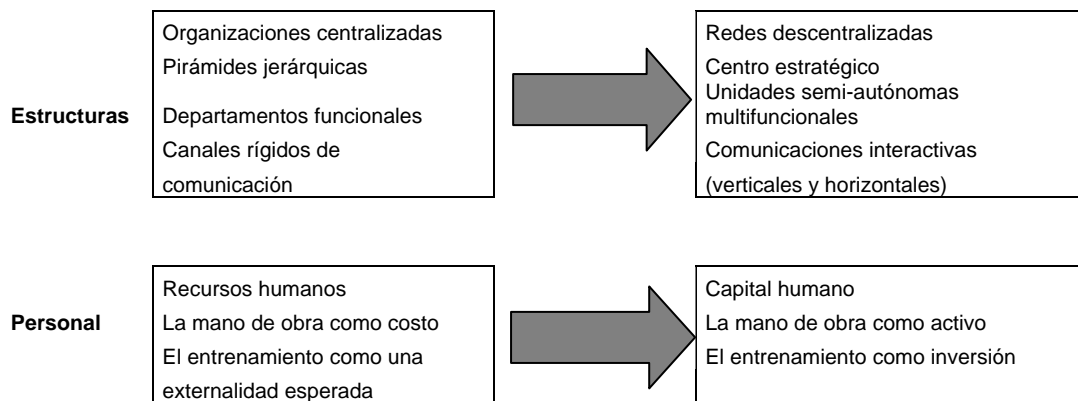 Estructuras
Organizaciones centralizadas
Pirámides jerárquicas
Departamentos funcionales
Canales rígidos de
comunicación
Redes descentralizadas
Centro estratégico
Unidades semi-autónomas
multifuncionales
Comunicaciones interactivas
(verticales y horizontales)
Personal
Recursos humanos
La mano de obra como costo
El entrenamiento como una
externalidad esperada
Capital humano
La mano de obra como activo
El entrenamiento como inversión